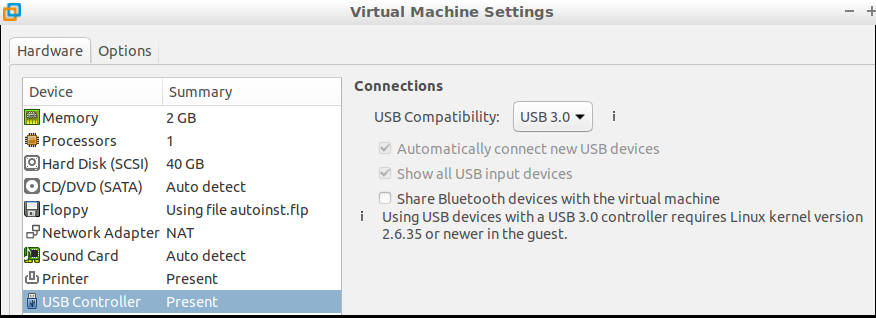 Virtual Machine Settings
Hardware Options
Device Summary
Memory 2 GB
Processors 1
Hard Disk (SCSI) 40 GB
CD/DVD (SATA) Auto detect
Floppy Using file autoinst.flp
Network Adapter NAT
Sound Card Auto detect
Printer Present
USB Controller Present
Connections
USB Compatibility: USB 3.0 i
Automatically connect new USB devices
Show all USB input devices
Share Bluetooth devices with the virtual machine
i Using USB devices with a USB 3.0 controller requires Linux kernel version
2.6.35 or newer in the guest.